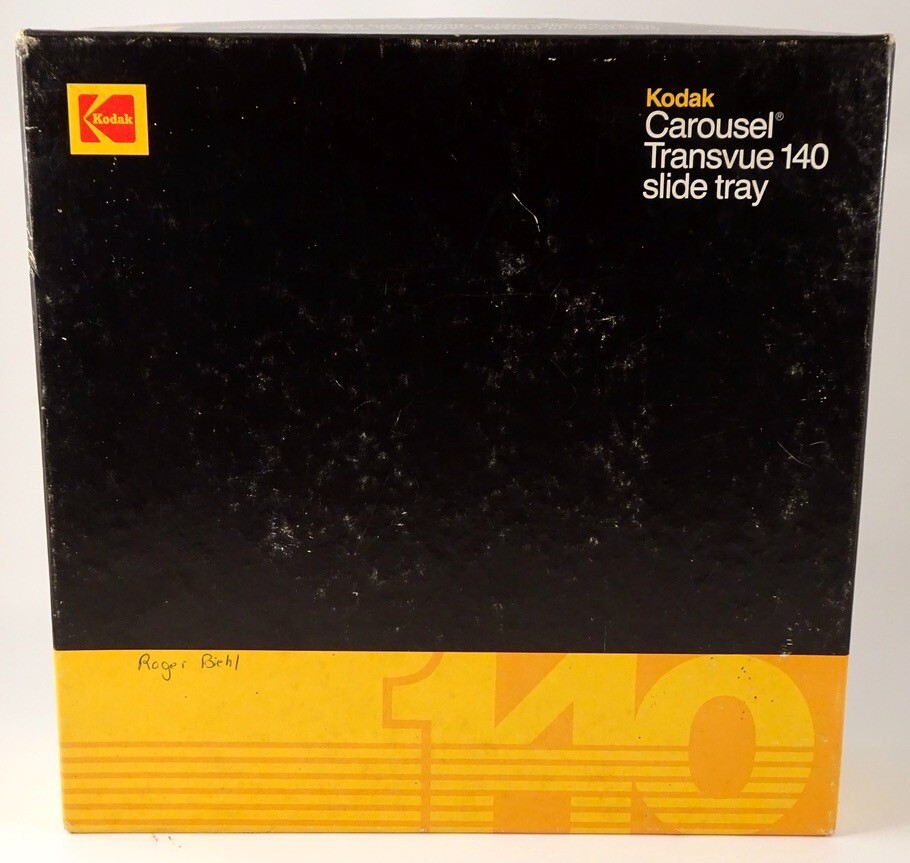 Kodak
Kodak
Carousel®
Transvue 140
slide tray
Roger Biehl
140